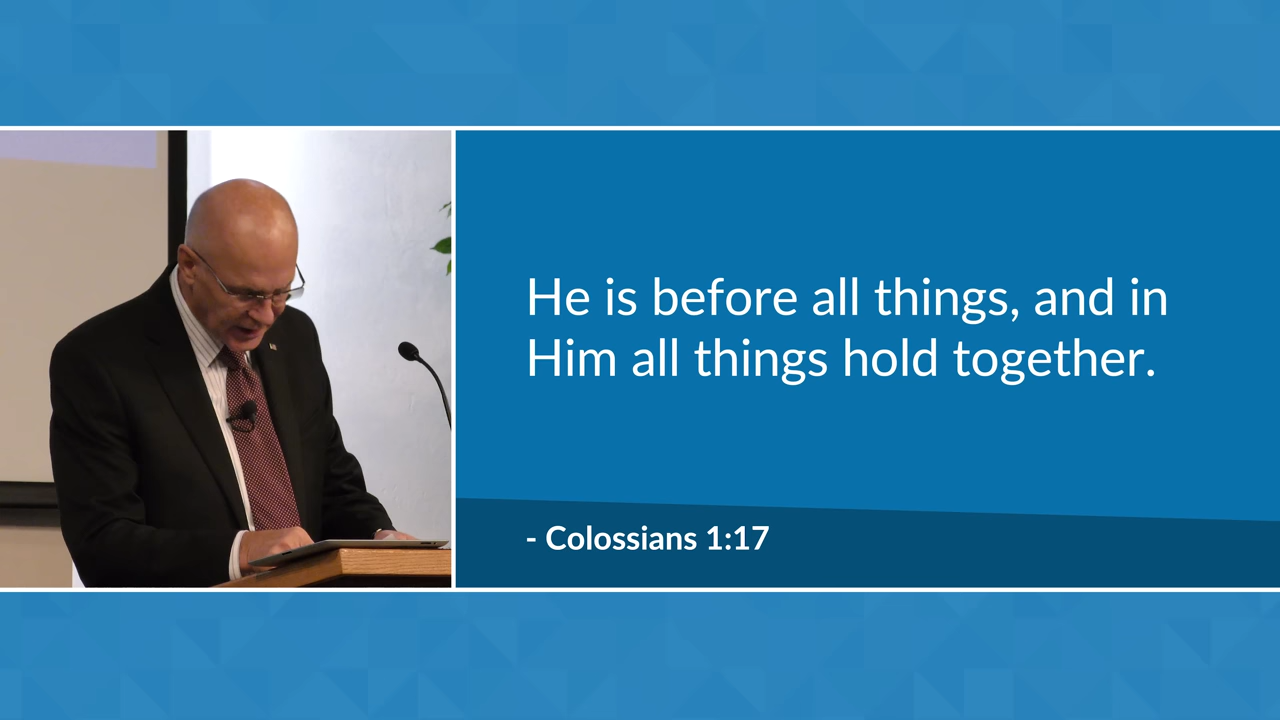 He is before all things, and in
Him all things hold together.
- Colossians 1:17